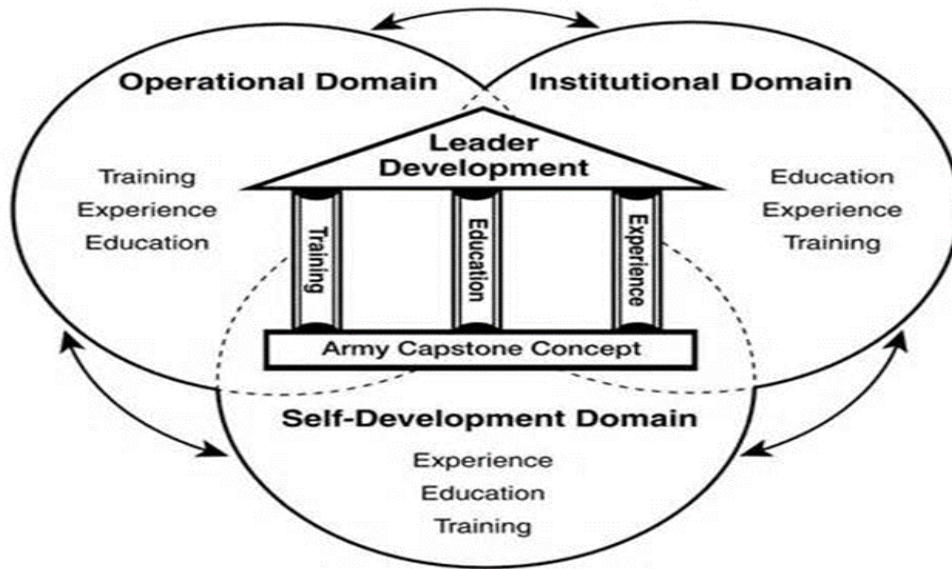 Operational Domain
Institutional Domain
Leader
Development
Training
Experience
Education
Education
Experience
Training
Training
Education
Experience
Army Capstone Concept
Self-Development Domain
Experience
Education
Training